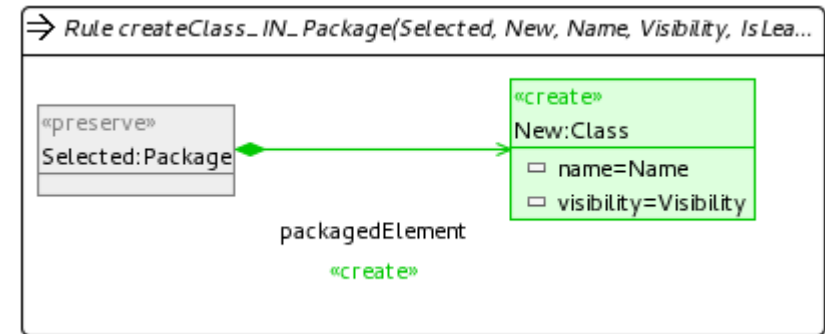 Rule createClass_IN_Package(Selected, New, Name, Visibility, IsLea...
«preserve»
Selected:Package
«create»
New:Class
name=Name
visibility=Visibility
packagedElement
«create»